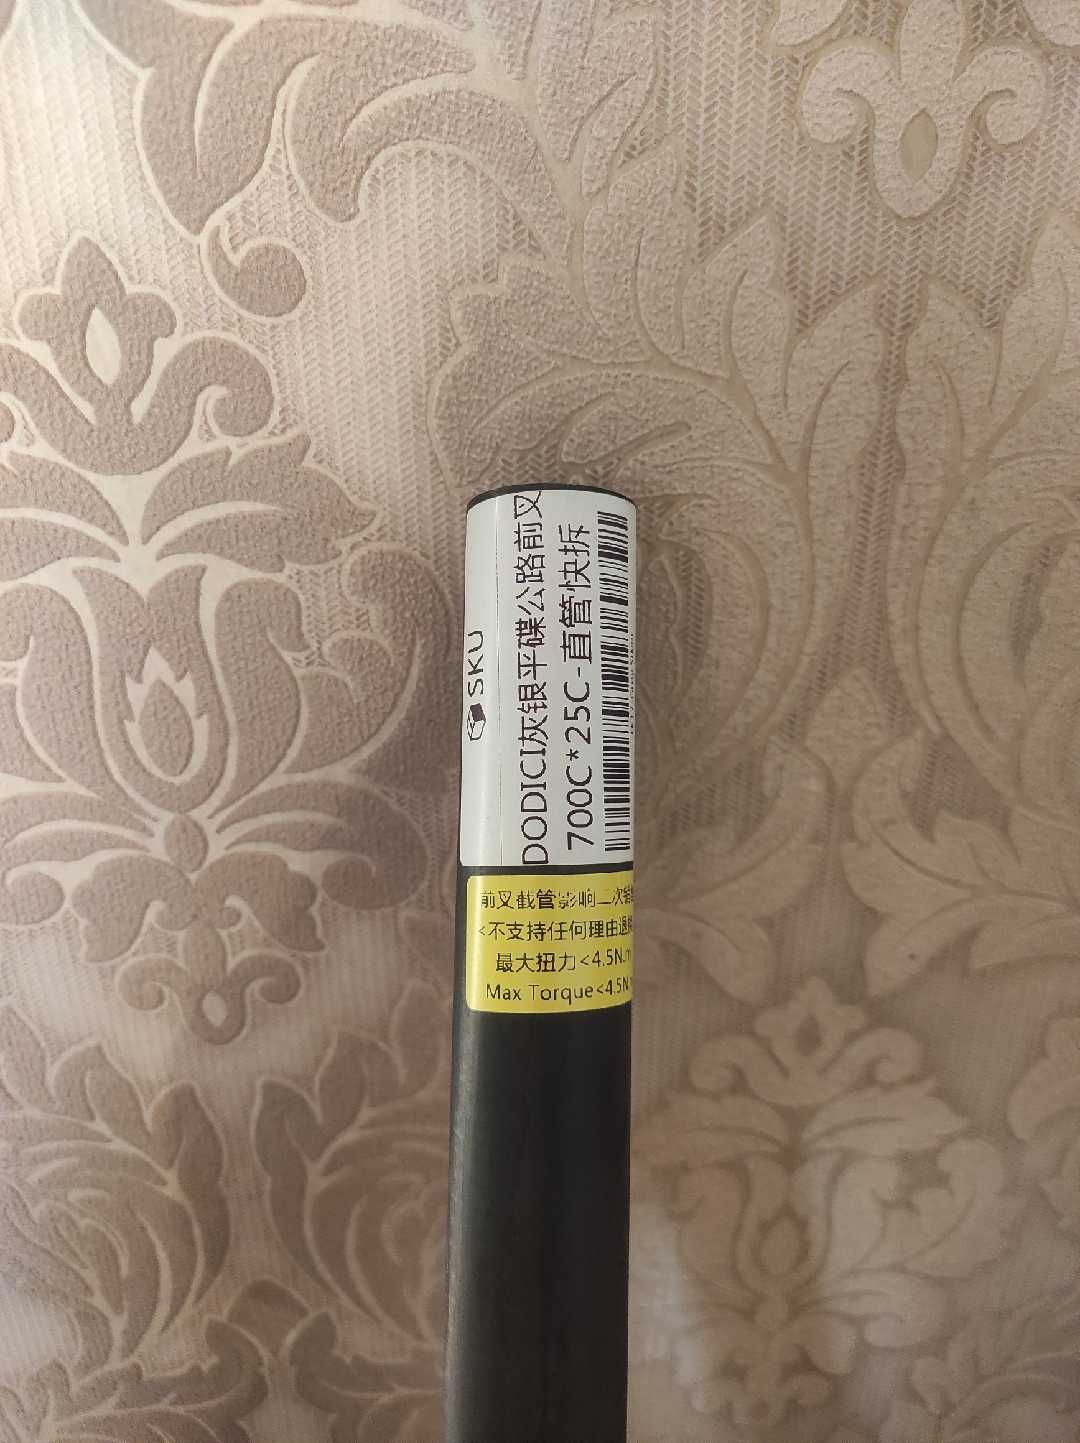 SKU
DODICI灰银平碟公路前叉
700C*25C-直管快拆
前叉截管影响二次销
<不支持任何理由退
最大扭力<4.5N.m
Max Torque<4.5N.